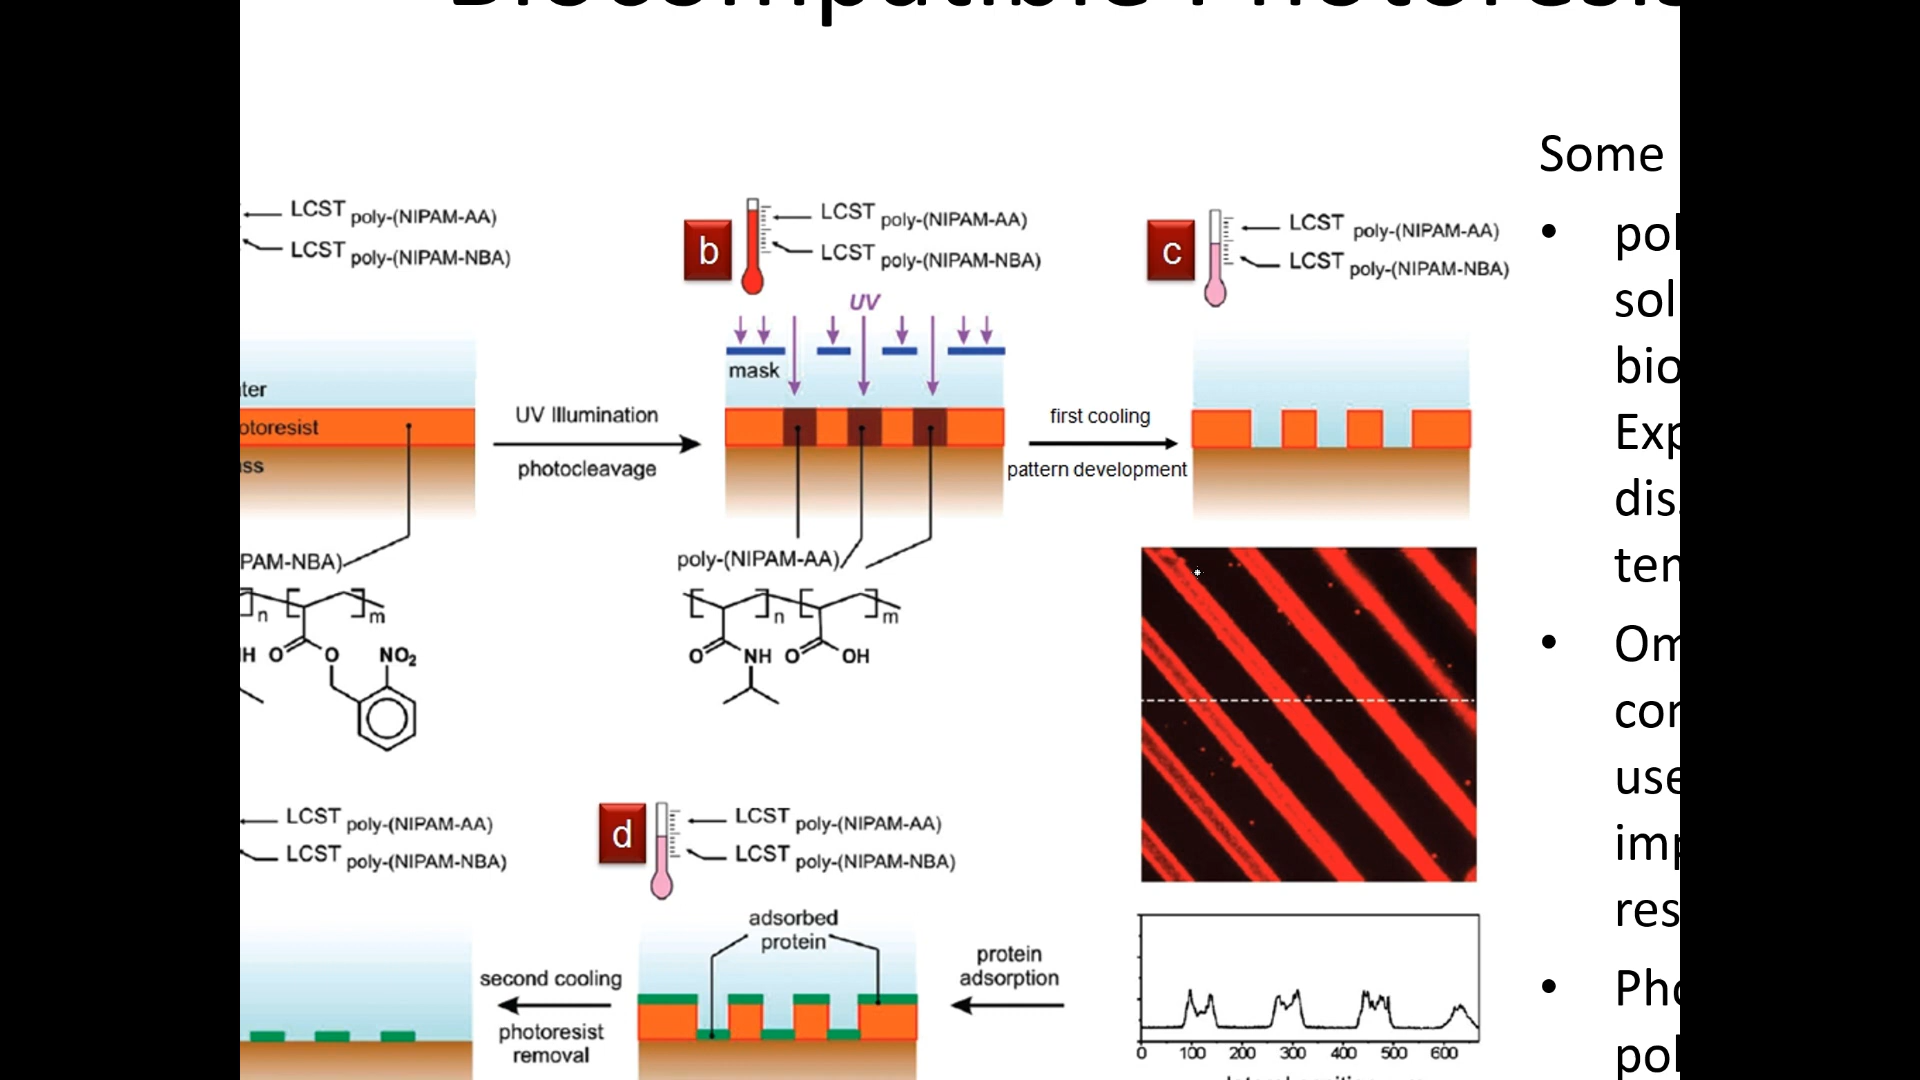 Biocompatible Photoresis
Some
LCST poly-(NIPAM-AA)
LCST poly-(NIPAM-NBA)
b
LCST poly-(NIPAM-AA)
LCST poly-(NIPAM-NBA)
c
LCST poly-(NIPAM-AA)
LCST poly-(NIPAM-NBA)
UV
mask
ter
otoresist
ss
UV Illumination
photocleavage
first cooling
pattern development
PAM-NBA)
n
m
H O O NO2
poly-(NIPAM-AA)
n
m
O NH O OH
• pol
sol
bio
Exp
dis
ten
• Om
con
use
imp
res
• Pho
pol
LCST poly-(NIPAM-AA)
LCST poly-(NIPAM-NBA)
d
LCST poly-(NIPAM-AA)
LCST poly-(NIPAM-NBA)
adsorbed
protein
second cooling
photoresist
removal
protein
adsorption
0 100 200 300 400 500 600